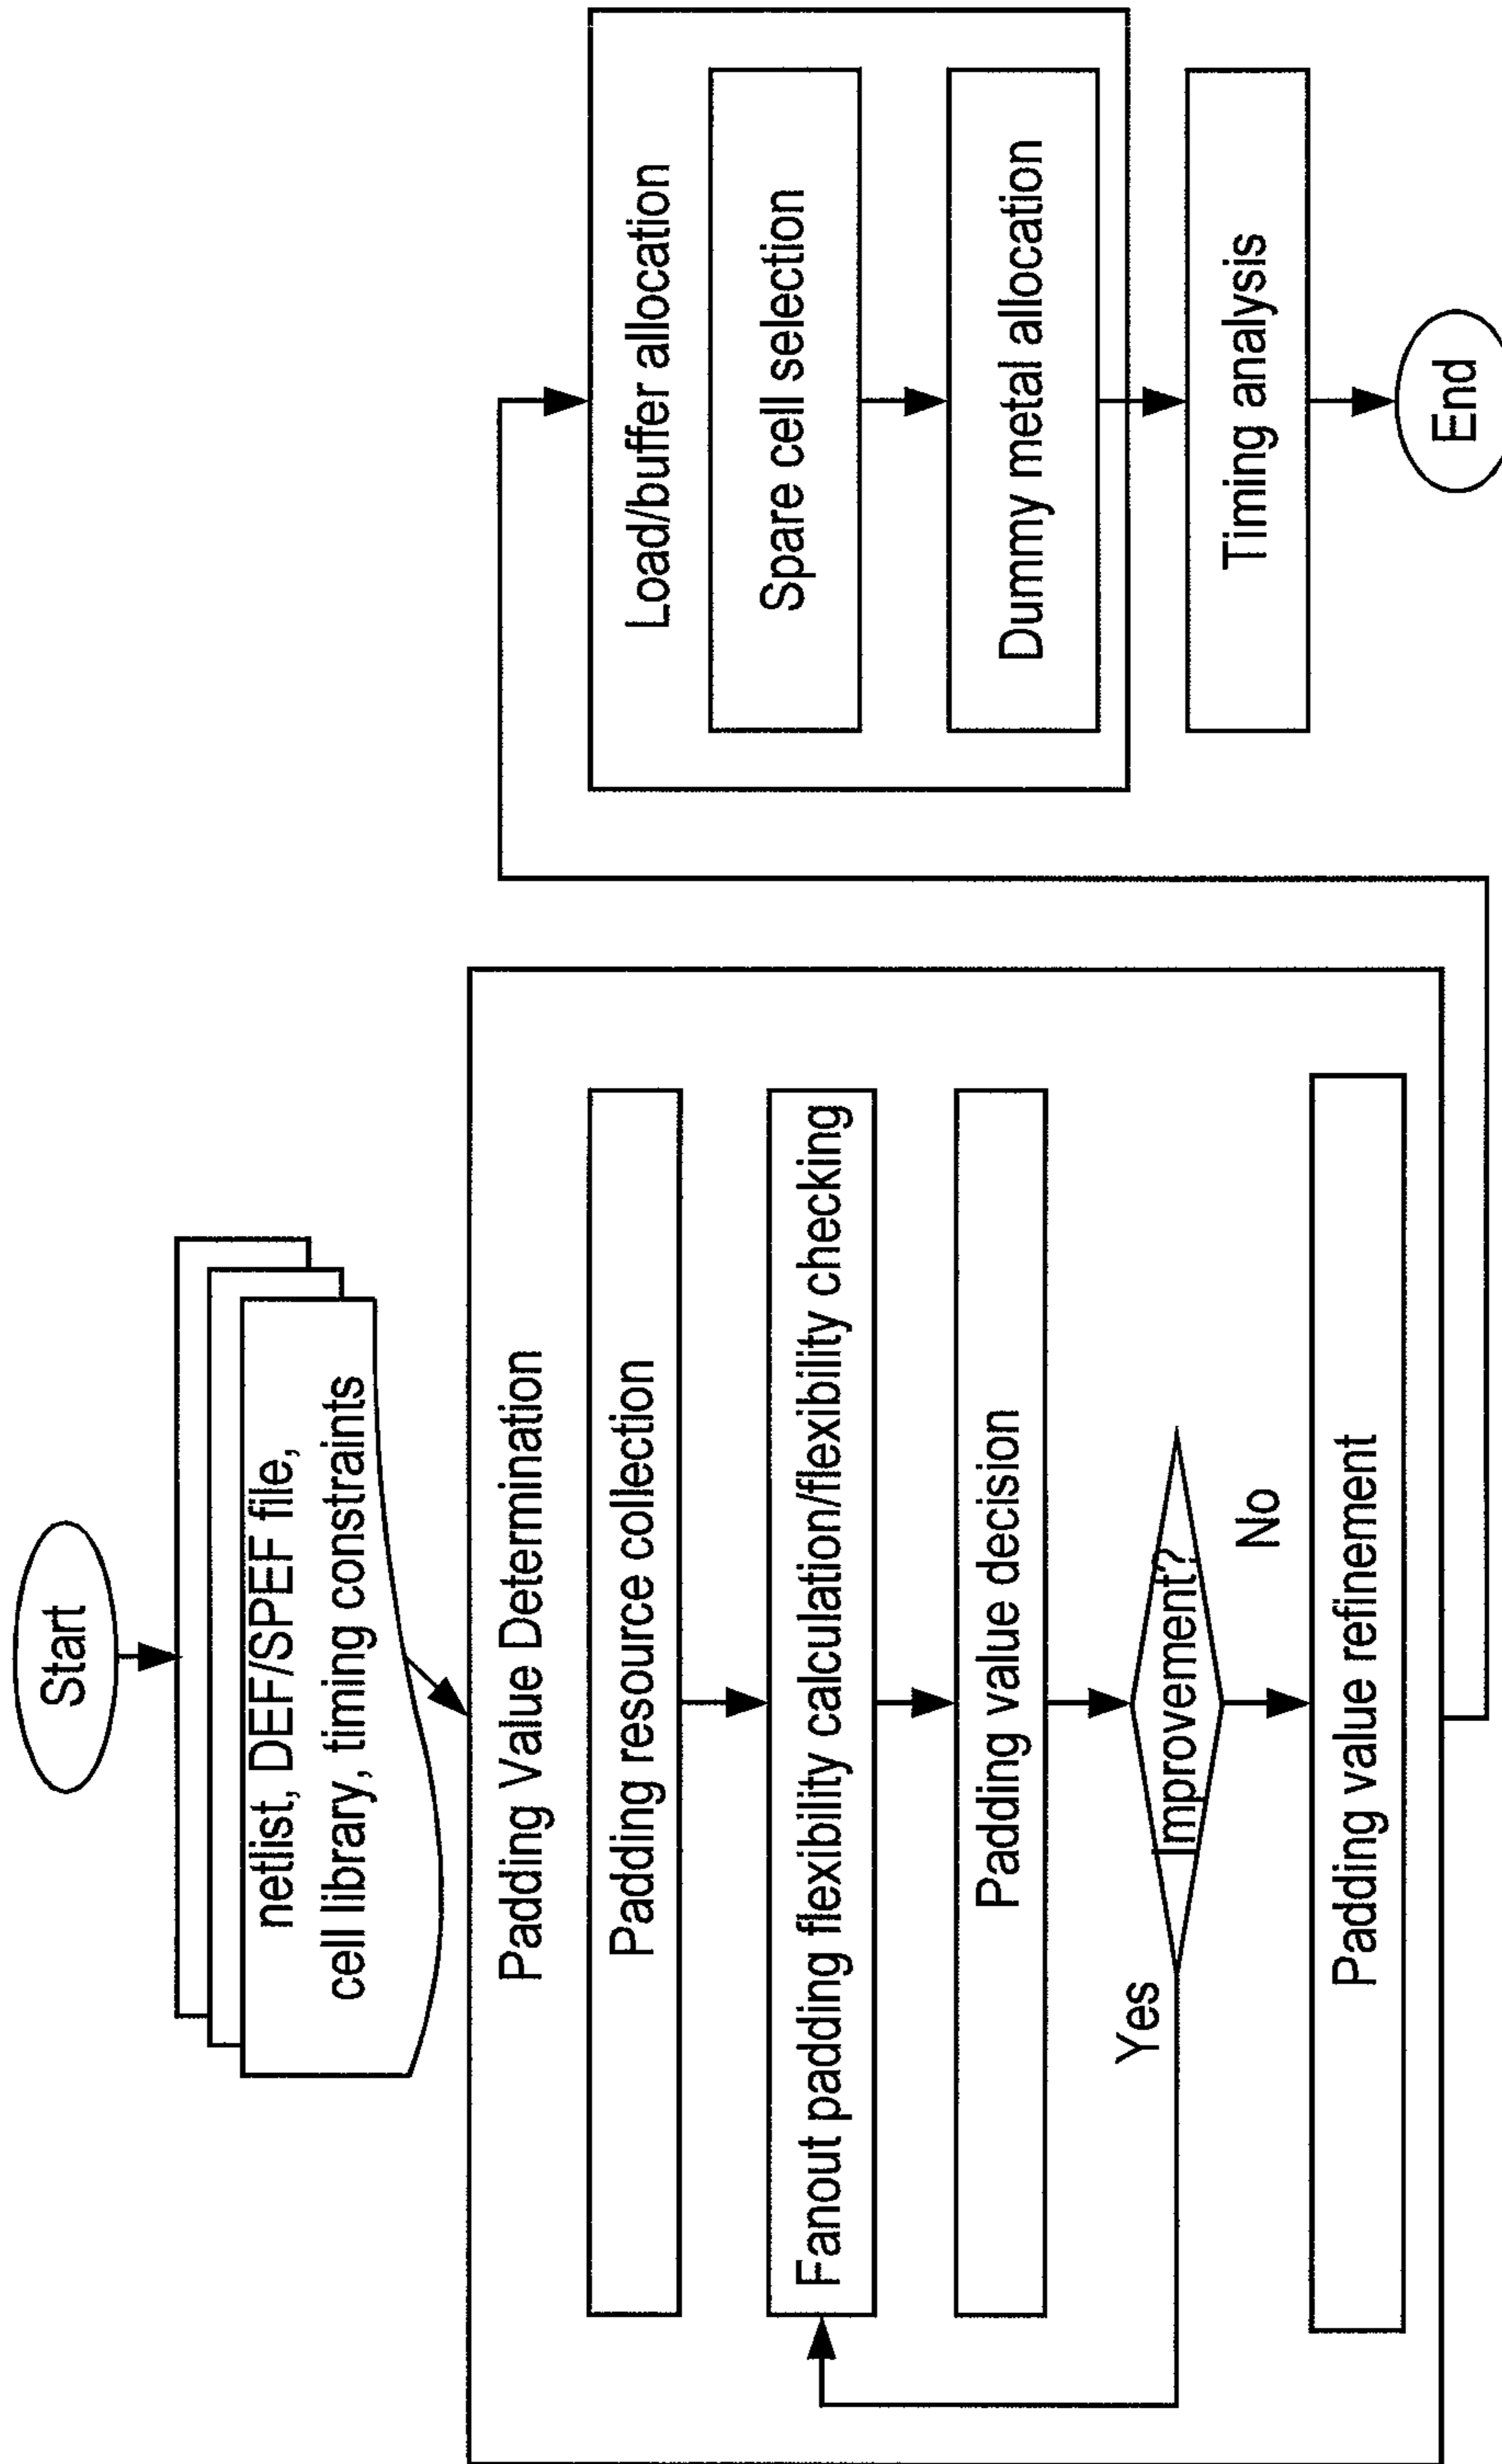 Start
netlist, DEF/SPEF file,
cell library, timing constraints
Padding Value Determination
Padding resource collection
Fanout padding flexibility calculation/flexibility checking
Padding value decision
Improvement?
Yes
No
Padding value refinement
Load/buffer allocation
Spare cell selection
Dummy metal allocation
Timing analysis
End